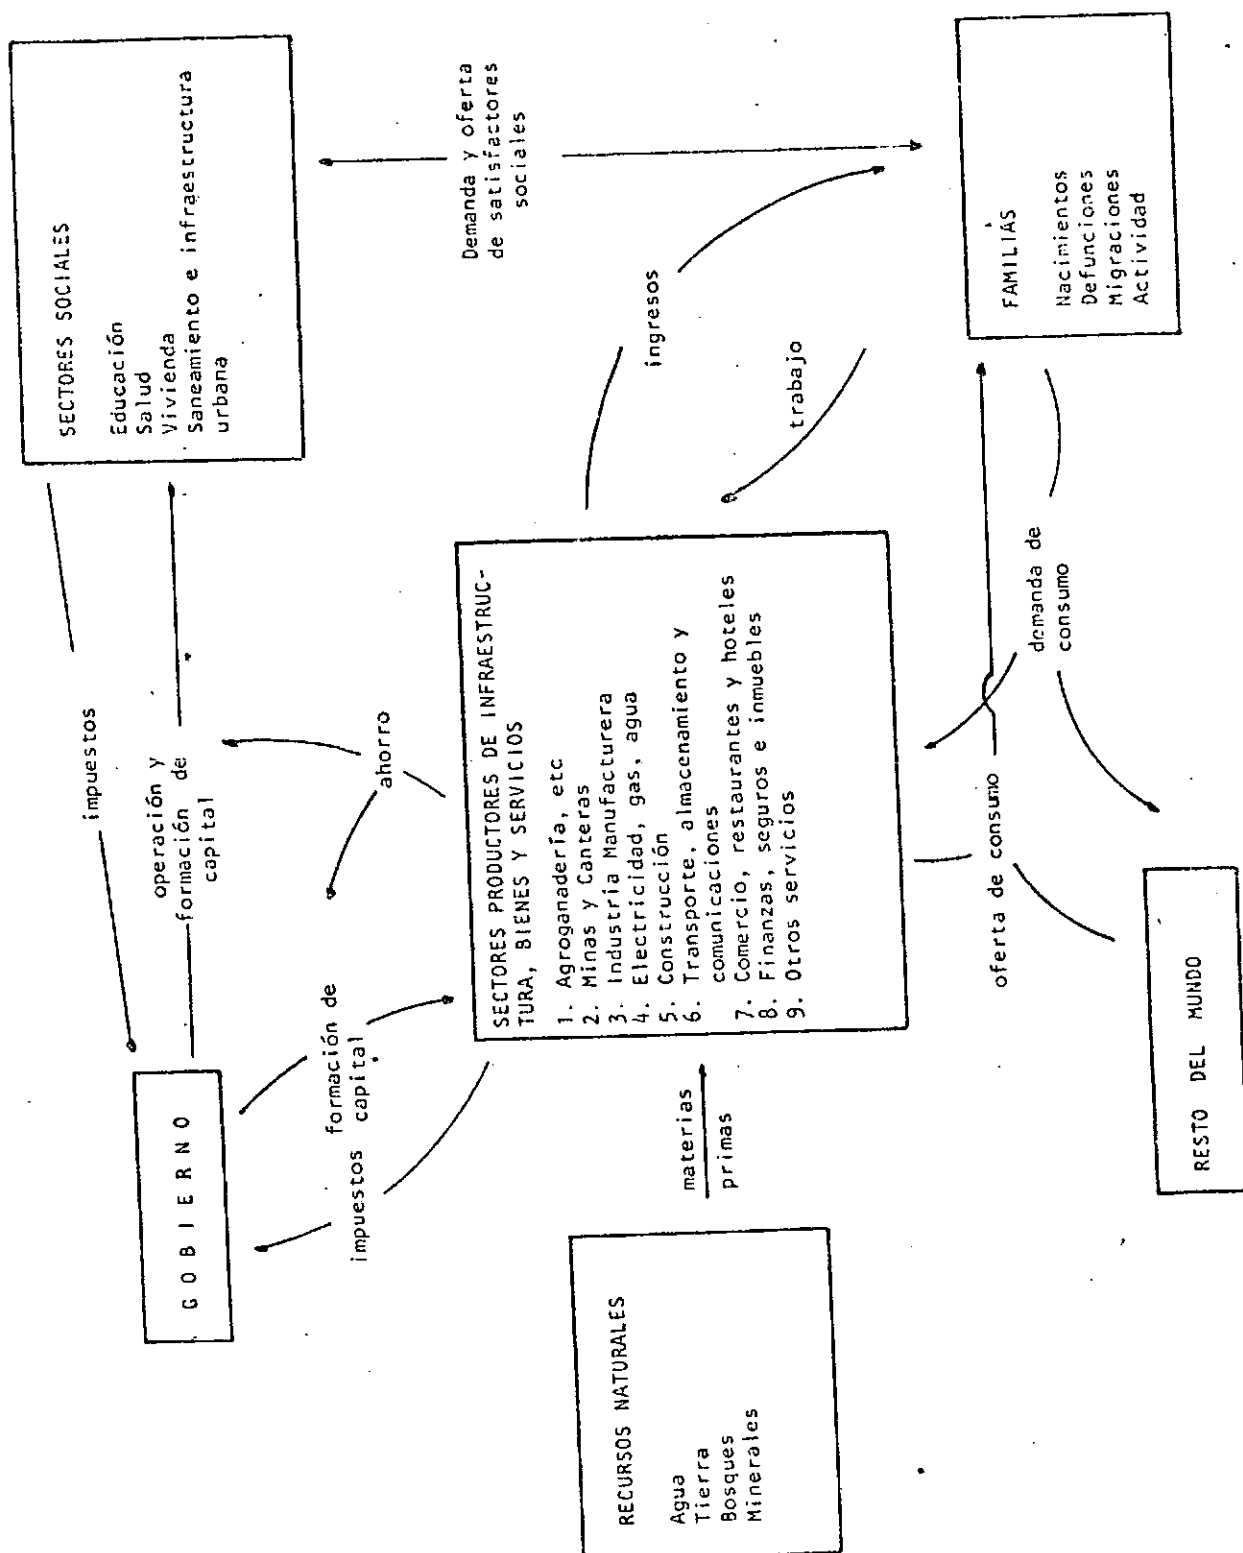 GOBIERNO
impuestos
operación y
formación de
capital
SECTORES SOCIALES
Educación
Salud
Vivienda
Saneamiento e infraestructura
urbana
formación de
capital
impuestos
ahorro
Demanda y oferta
de satisfactores
sociales
RECURSOS NATURALES
Agua
Tierra
Bosques
Minerales
materias
primas
SECTORES PRODUCTORES DE INFRAESTRUC-
TURA, BIENES Y SERVICIOS
1. Agroganadería, etc
2. Minas y Canteras
3. Industria Manufacturera
4. Electricidad, gas, agua
5. Construcción
6. Transporte, almacenamiento y
comunicaciones
7. Comercio, restaurantes y hoteles
8. Finanzas, seguros e inmuebles
9. Otros servicios
ingresos
trabajo
FAMILIAS
Nacimientos
Defunciones
Migraciones
Actividad
oferta de consumo
demanda de
consumo
RESTO DEL MUNDO